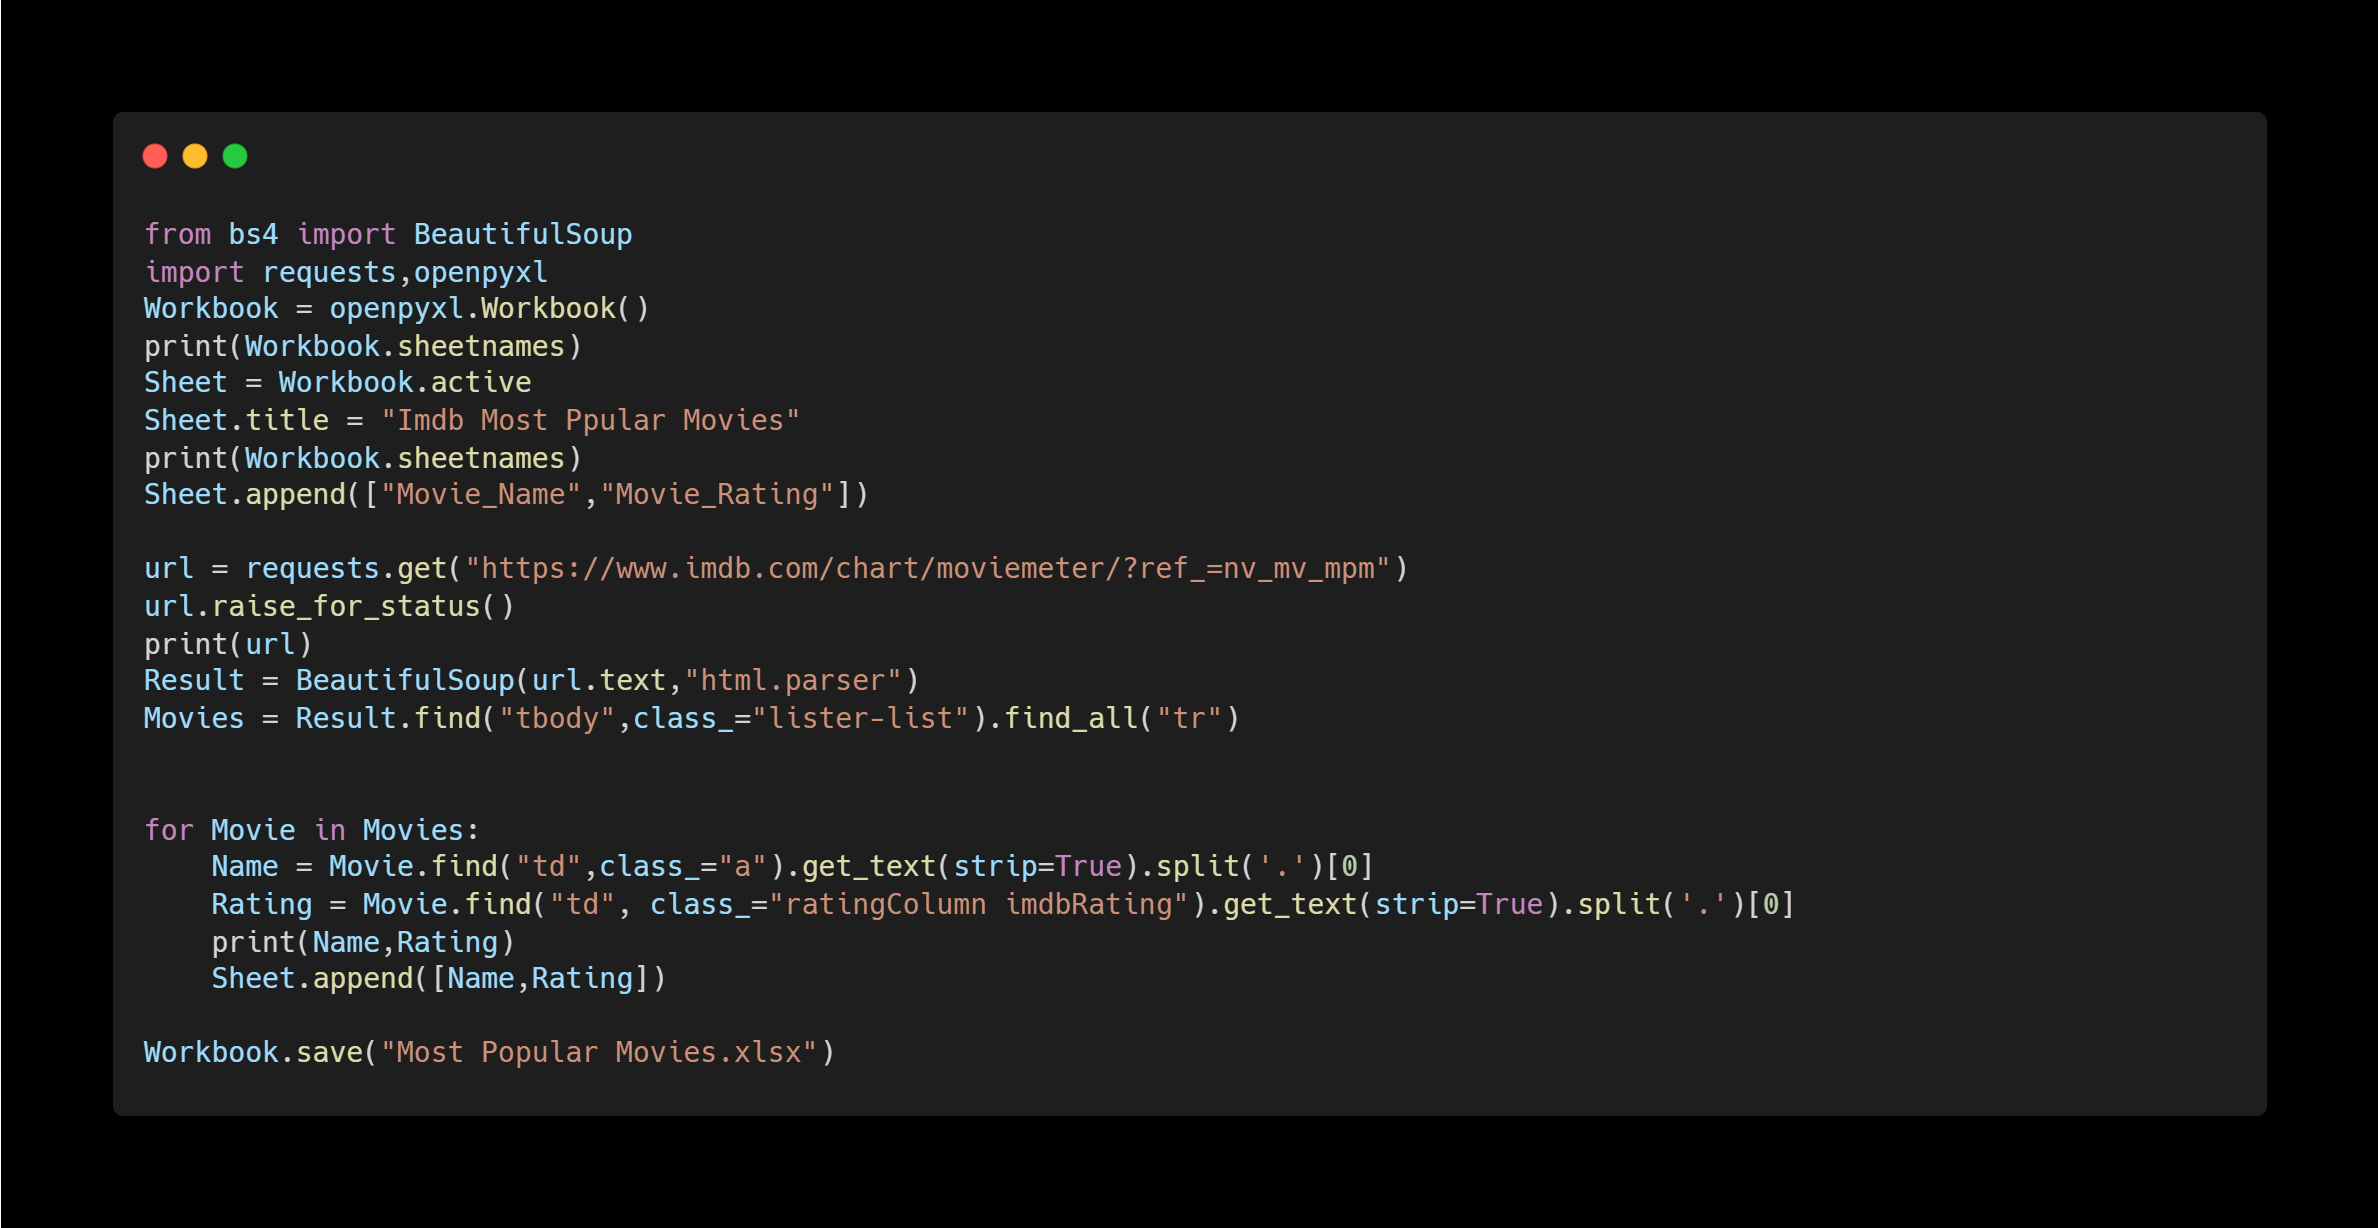 from bs4 import BeautifulSoup
import requests,openpyxl
Workbook = openpyxl.Workbook()
print(Workbook.sheetnames)
Sheet = Workbook.active
Sheet.title = "Imdb Most Ppular Movies"
print(Workbook.sheetnames)
Sheet.append(["Movie_Name","Movie_Rating"])

url = requests.get("https://www.imdb.com/chart/moviemeter/?ref_=nv_mv_mpm")
url.raise_for_status()
print(url)
Result = BeautifulSoup(url.text,"html.parser")
Movies = Result.find("tbody",class_="lister-list").find_all("tr")

for Movie in Movies:
    Name = Movie.find("td",class_="a").get_text(strip=True).split('.')[0]
    Rating = Movie.find("td", class_="ratingColumn imdbRating").get_text(strip=True).split('.')[0]
    print(Name,Rating)
    Sheet.append([Name,Rating])

Workbook.save("Most Popular Movies.xlsx")